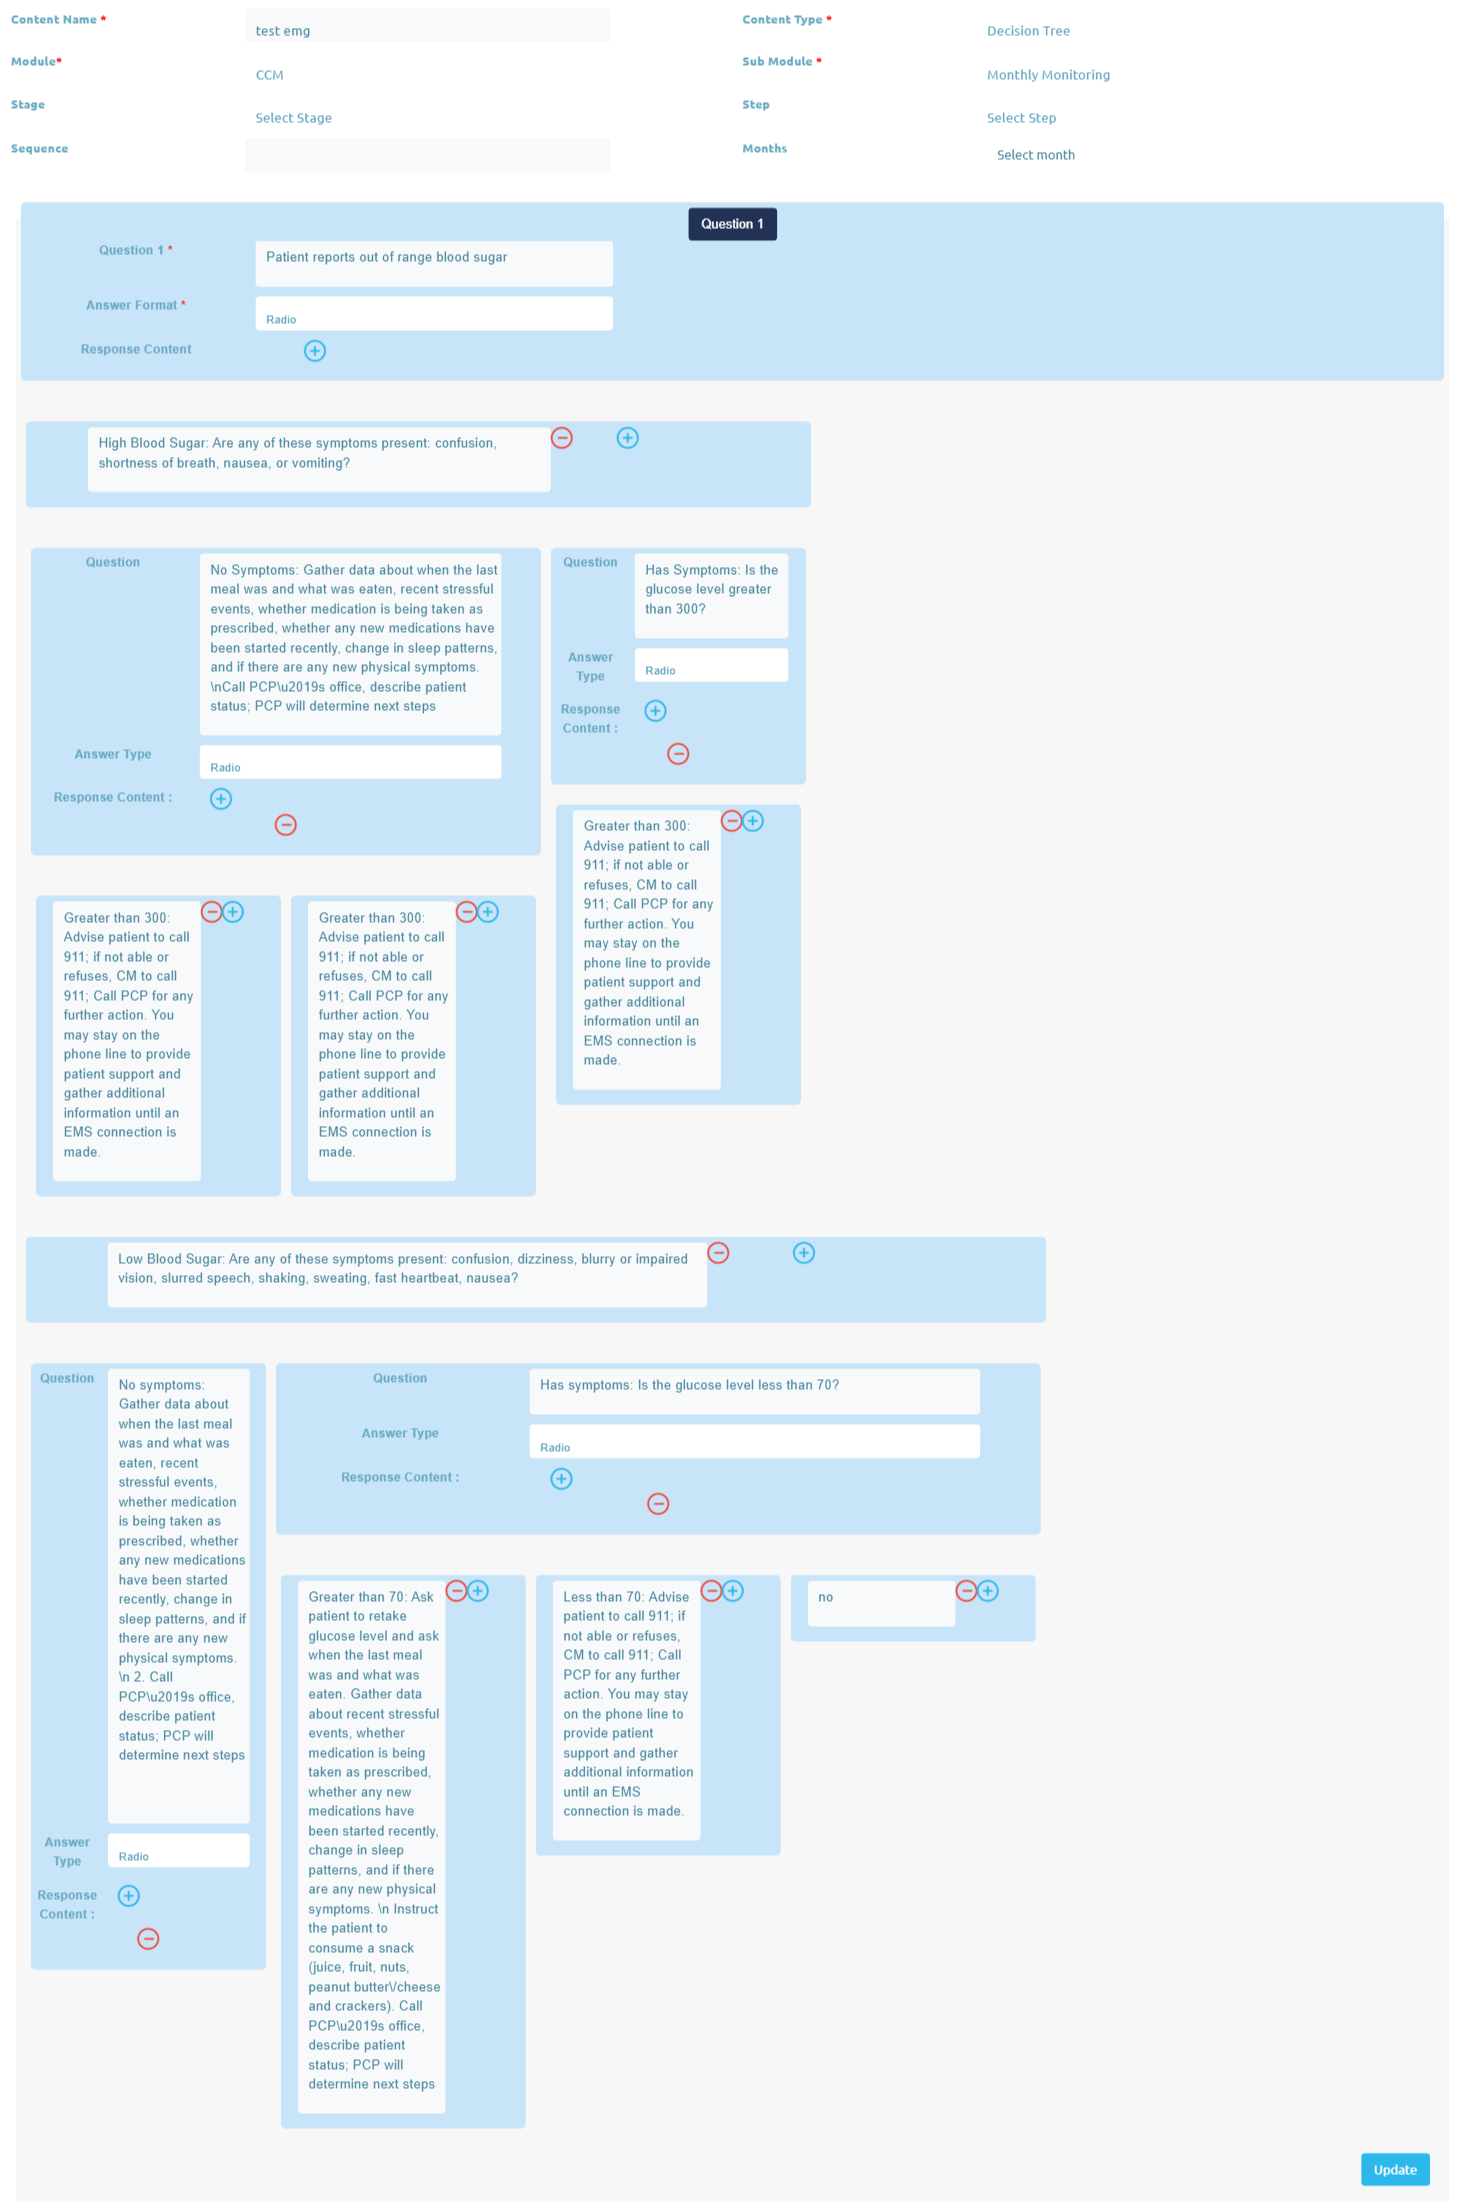 Content Name *
test emg
Content Type *
Decision Tree
Module*
CCM
Sub Module *
Monthly Monitoring
Stage
Select Stage
Step
Select Step
Sequence
Months
Select month
Question 1
Question 1 *
Patient reports out of range blood sugar
Answer Format *
Radio
Response Content
High Blood Sugar: Are any of these symptoms present: confusion,
shortness of breath, nausea, or vomiting?
Question
No Symptoms: Gather data about when the last
meal was and what was eaten, recent stressful
events, whether medication is being taken as
prescribed, whether any new medications have
been started recently, change in sleep patterns,
and if there are any new physical symptoms.
\nCall PCP\u2019s office, describe patient
status; PCP will determine next steps
Answer Type
Radio
Response Content :
Question
Has Symptoms: Is the
glucose level greater
than 300?
Answer
Type
Radio
Response
Content :
Greater than 300:
Advise patient to call
911; if not able or
refuses, CM to call
911; Call PCP for any
further action. You
may stay on the
phone line to provide
patient support and
gather additional
information until an
EMS connection is
made.
Greater than 300:
Advise patient to call
911; if not able or
refuses, CM to call
911; Call PCP for any
further action. You
may stay on the
phone line to provide
patient support and
gather additional
information until an
EMS connection is
made.
Greater than 300:
Advise patient to call
911; if not able or
refuses, CM to call
911; Call PCP for any
further action. You
may stay on the
phone line to provide
patient support and
gather additional
information until an
EMS connection is
made.
Low Blood Sugar: Are any of these symptoms present: confusion, dizziness, blurry or impaired
vision, slurred speech, shaking, sweating, fast heartbeat, nausea?
Question
No symptoms:
Gather data about
when the last meal
was and what was
eaten, recent
stressful events,
whether medication
is being taken as
prescribed, whether
any new medications
have been started
recently, change in
sleep patterns, and if
there are any new
physical symptoms.
\n 2. Call
PCP\u2019s office,
describe patient
status; PCP will
determine next steps
Answer
Type
Radio
Response
Content :
Question
Has symptoms: Is the glucose level less than 70?
Answer Type
Radio
Response Content :
Greater than 70: Ask
patient to retake
glucose level and ask
when the last meal
was and what was
eaten. Gather data
about recent stressful
events, whether
medication is being
taken as prescribed,
whether any new
medications have
been started recently,
change in sleep
patterns, and if there
are any new physical
symptoms. \n Instruct
the patient to
consume a snack
(juice, fruit, nuts,
peanut butter\/cheese
and crackers). Call
PCP\u2019s office,
describe patient
status; PCP will
determine next steps
Less than 70: Advise
patient to call 911; if
not able or refuses,
CM to call 911; Call
PCP for any further
action. You may stay
on the phone line to
provide patient
support and gather
additional information
until an EMS
connection is made.
no
Update